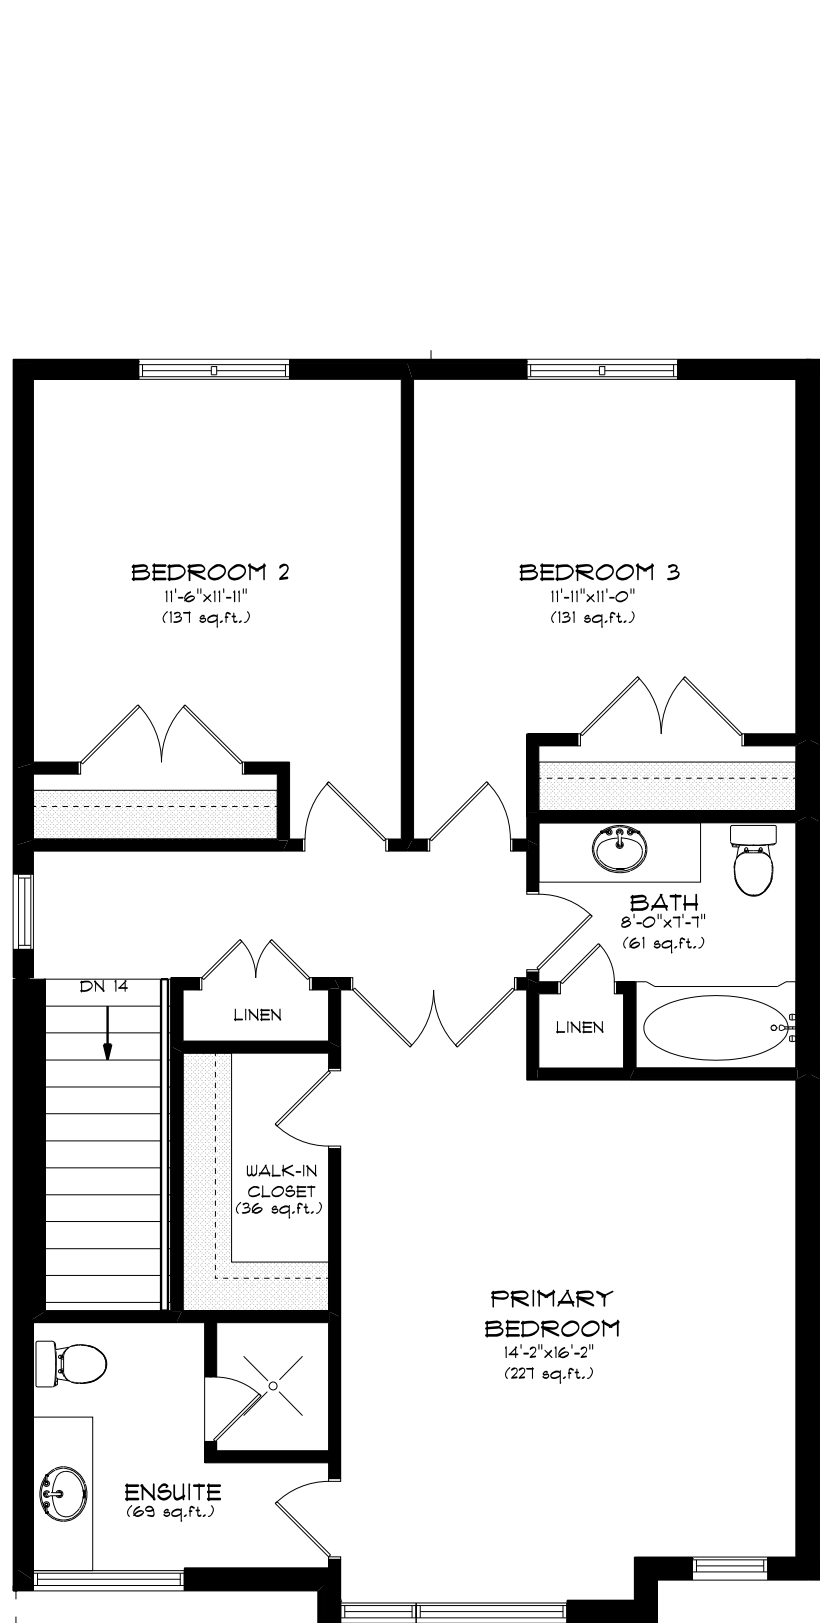 BEDROOM 2
11'-6"x11'-11"
(137 sq.ft.)
BEDROOM 3
11'-11"x11'-0"
(131 sq.ft.)
BATH
8'-0"x7'-7"
(61 sq.ft.)
DN 14
LINEN
LINEN
WALK-IN
CLOSET
(36 sq.ft.)
PRIMARY
BEDROOM
14'-2"x16'-2"
(227 sq.ft.)
ENSUITE
(69 sq.ft.)